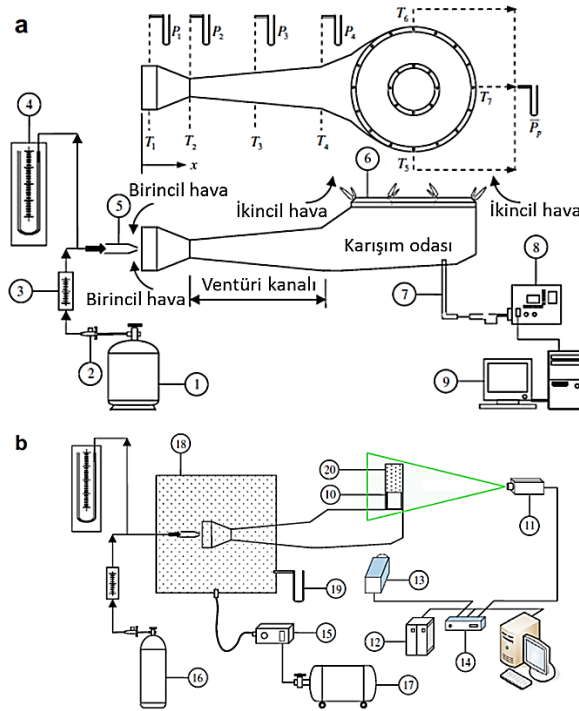 a
P1
P2
P3
P4
T6
T7
P̅p
T5
T1
T2
T3
T4
x
4
5
Birincil hava
6
İkincil hava
İkincil hava
Karışım odası
8
3
Birincil hava
Ventüri kanalı
7
2
1
9
b
18
20
10
11
13
19
15
12
14
16
17